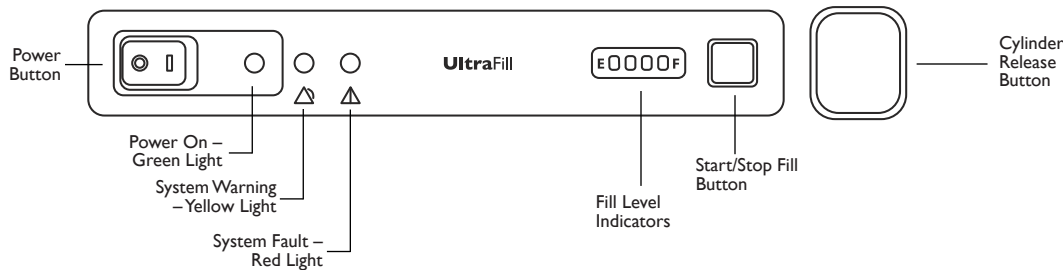 Power
Button
UltraFill
E F
Cylinder
Release
Button
Power On –
Green Light
System Warning
– Yellow Light
System Fault –
Red Light
Fill Level
Indicators
Start/Stop Fill
Button